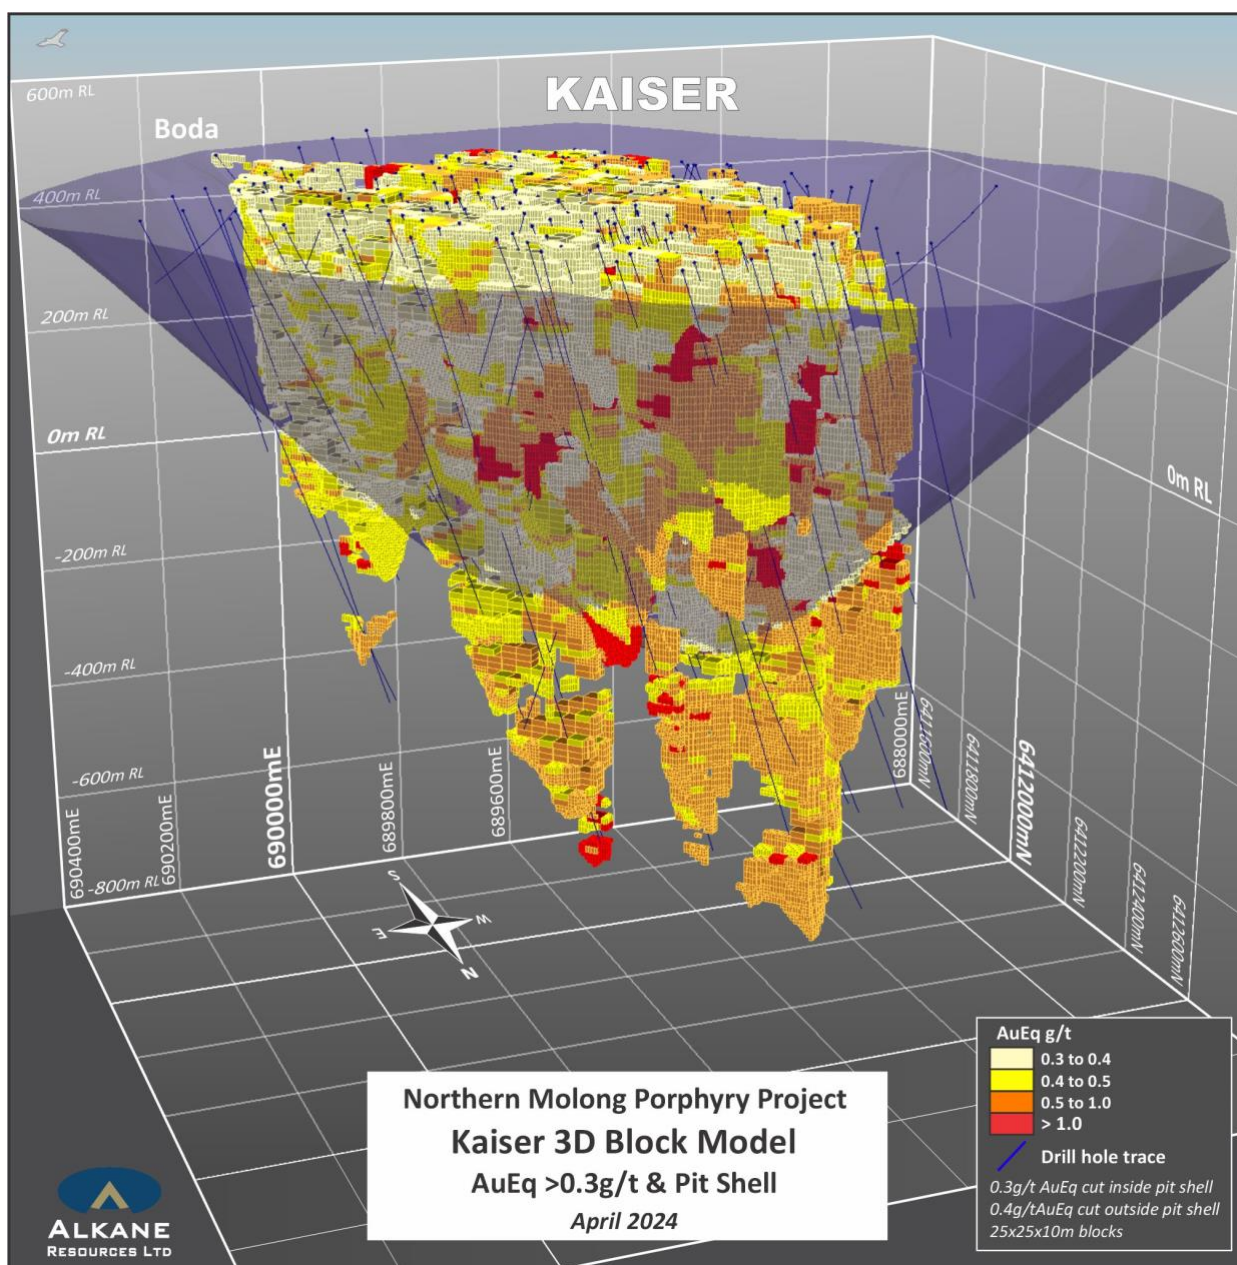 KAISER
Boda
600m RL
400m RL
200m RL
0m RL
-200m RL
-400m RL
-600m RL
-800m RL
0m RL
690400mE
690200mE
690000mE
689800mE
689600mE
688000mE
6411600mN
6411800mN
6412000mN
6412200mN
6412400mN
6412600mN
S
W
E
N
Northern Molong Porphyry Project
Kaiser 3D Block Model
AuEq >0.3g/t & Pit Shell
April 2024
ALKANE
RESOURCES LTD
AuEq g/t
0.3 to 0.4
0.4 to 0.5
0.5 to 1.0
> 1.0
Drill hole trace
0.3g/t AuEq cut inside pit shell
0.4g/tAuEq cut outside pit shell
25x25x10m blocks